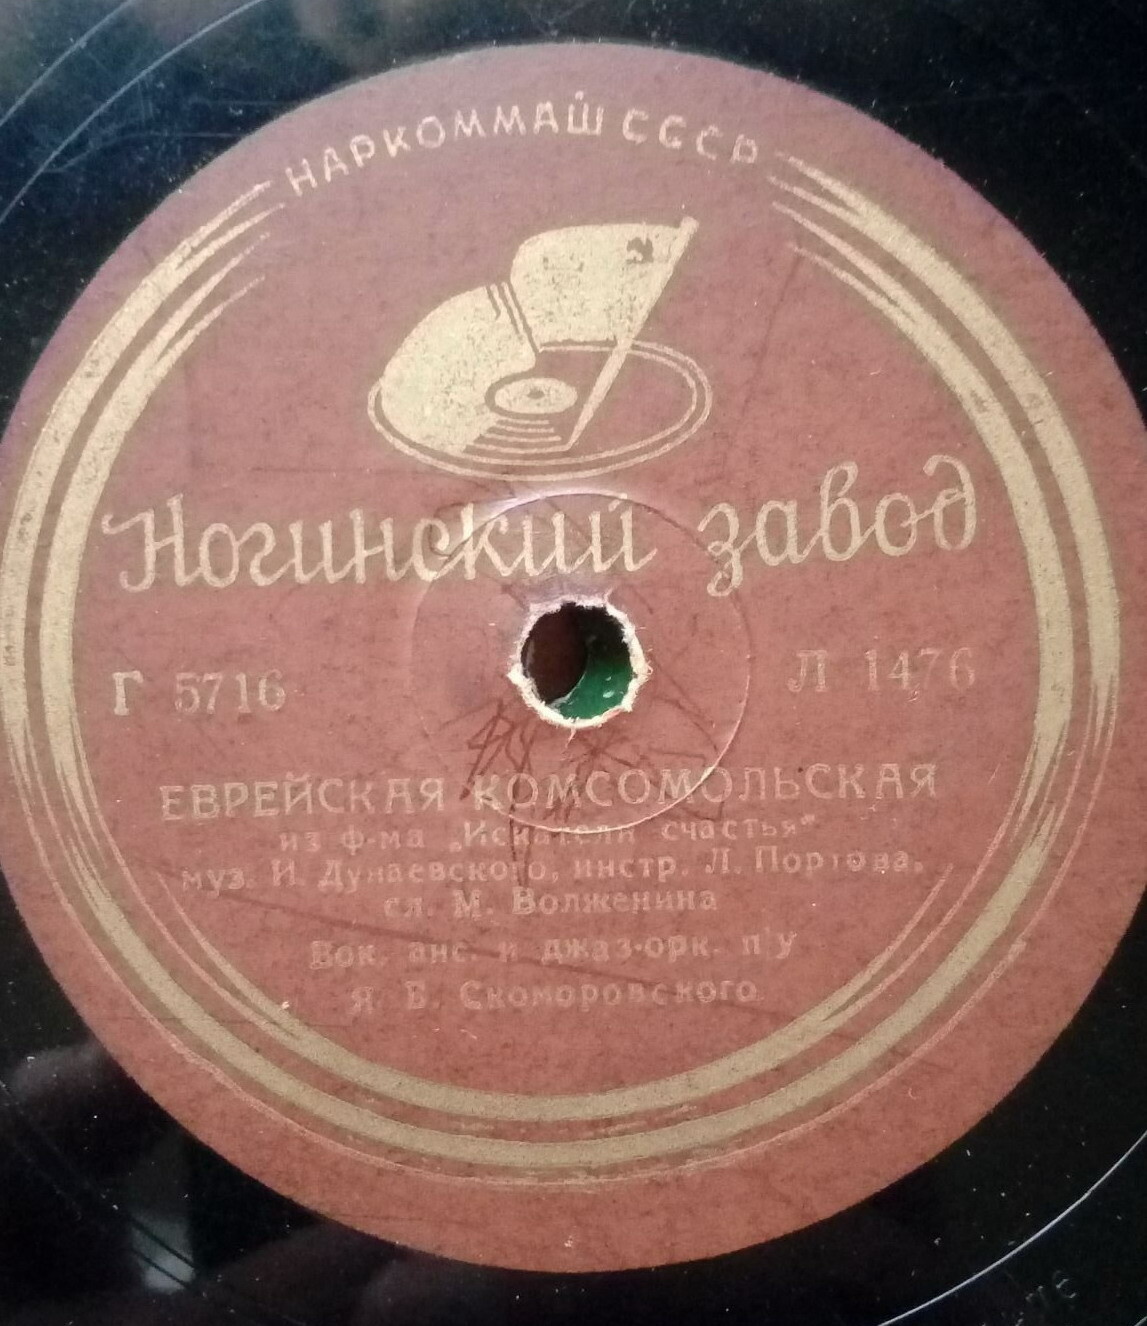 НАРКОММАШ СССР
Ногинский завод
Г 5716
Л 1476
ЕВРЕЙСКАЯ КОМСОМОЛЬСКАЯ
из ф-ма „Искатели счастья"
муз. И. Дунаевского, инстр. Л. Портова.
сл. М. Волженина
Вок. анс. и джаз-орк. п/у
Я. Б. Скоморовского